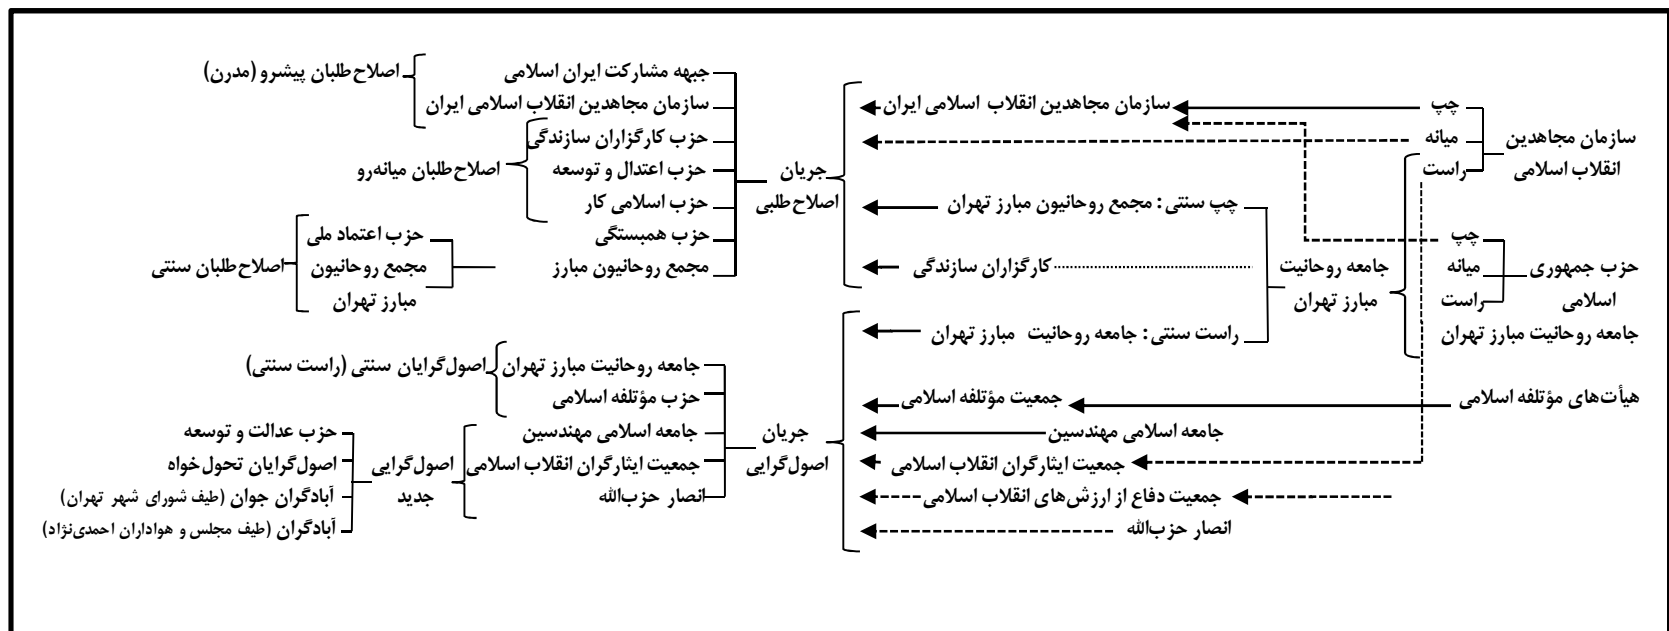 سازمان مجاهدین
انقلاب اسلامی
چپ
میانه
راست
حزب جمهوری
اسلامی
چپ
میانه
راست
جامعه روحانیت مبارز تهران
هیأت‌های مؤتلفه اسلامی
جامعه روحانیت
مبارز تهران
سازمان مجاهدین انقلاب اسلامی ایران
چپ سنتی: مجمع روحانیون مبارز تهران
کارگزاران سازندگی
راست سنتی: جامعه روحانیت مبارز تهران
جمعیت مؤتلفه اسلامی
جامعه اسلامی مهندسین
جمعیت ایثارگران انقلاب اسلامی
جمعیت دفاع از ارزش‌های انقلاب اسلامی
انصار حزب‌الله
جریان
اصلاح‌طلبی
جبهه مشارکت ایران اسلامی
سازمان مجاهدین انقلاب اسلامی ایران
حزب کارگزاران سازندگی
حزب اعتدال و توسعه
حزب اسلامی کار
حزب همبستگی
مجمع روحانیون مبارز
اصلاح‌طلبان پیشرو (مدرن)
اصلاح‌طلبان میانه‌رو
حزب اعتماد ملی
مجمع روحانیون
مبارز تهران
اصلاح‌طلبان سنتی
جریان
اصول‌گرایی
جامعه روحانیت مبارز تهران
حزب مؤتلفه اسلامی
جامعه اسلامی مهندسین
جمعیت ایثارگران انقلاب اسلامی
انصار حزب‌الله
اصول‌گرایان سنتی (راست سنتی)
اصول‌گرایی
جدید
حزب عدالت و توسعه
اصول‌گرایان تحول‌خواه
آبادگران جوان (طیف شورای شهر تهران)
آبادگران (طیف مجلس و هواداران احمدی‌نژاد)